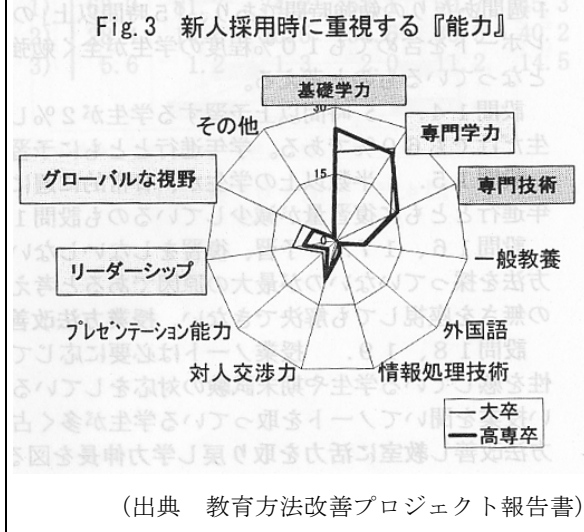 Fig.3 新人採用時に重視する『能力』
基礎学力
30
その他
専門学力
グローバルな視野
15
専門技術
0
一般教養
リーダーシップ
プレゼンテーション能力
外国語
対人交渉力
情報処理技術
大卒
高専卒
(出典 教育方法改善プロジェクト報告書)